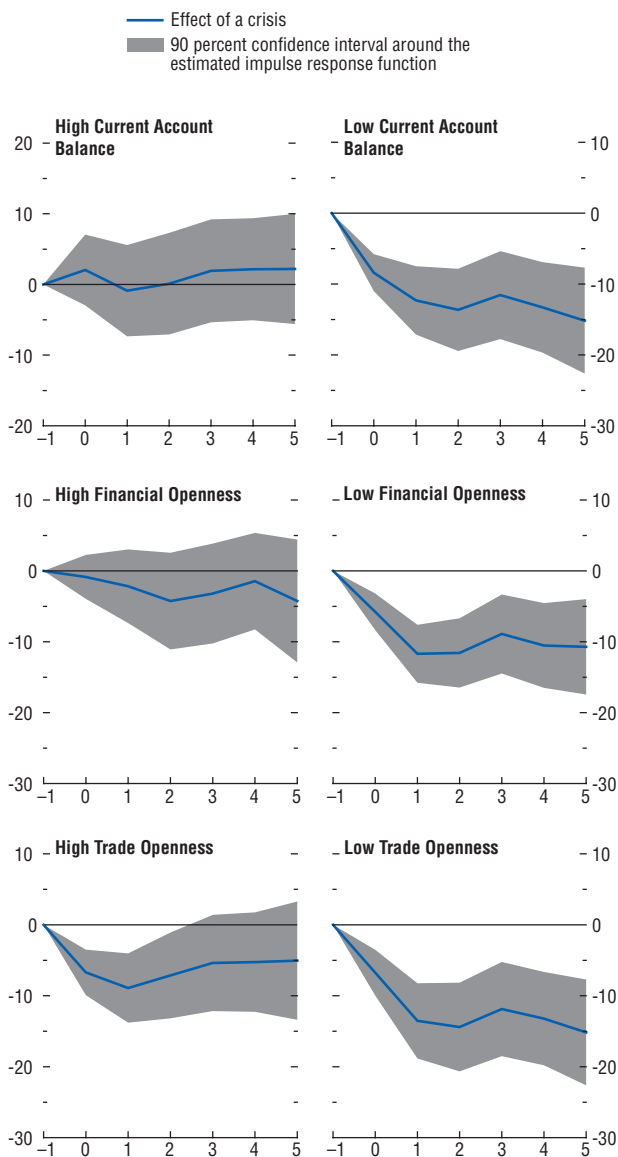 Effect of a crisis
90 percent confidence interval around the
estimated impulse response function
High Current Account
Balance
20
10
0
-10
-20
–1 0 1 2 3 4 5
Low Current Account
Balance
10
0
-10
-20
-30
–1 0 1 2 3 4 5
High Financial Openness
10
0
-10
-20
-30
–1 0 1 2 3 4 5
Low Financial Openness
10
0
-10
-20
-30
–1 0 1 2 3 4 5
High Trade Openness
10
0
-10
-20
-30
–1 0 1 2 3 4 5
Low Trade Openness
10
0
-10
-20
-30
–1 0 1 2 3 4 5